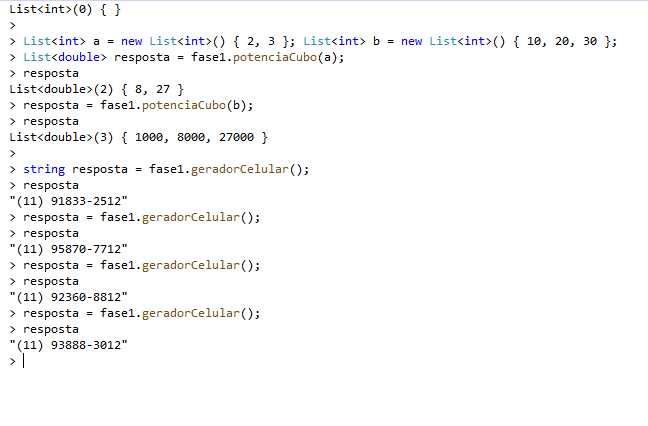 List<int>(0) { }
>
> List<int> a = new List<int>() { 2, 3 }; List<int> b = new List<int>() { 10, 20, 30 };
> List<double> resposta = fase1.potenciaCubo(a);
> resposta
List<double>(2) { 8, 27 }
> resposta = fase1.potenciaCubo(b);
> resposta
List<double>(3) { 1000, 8000, 27000 }
>
> string resposta = fase1.geradorCelular();
> resposta
"(11) 91833-2512"
> resposta = fase1.geradorCelular();
> resposta
"(11) 95870-7712"
> resposta = fase1.geradorCelular();
> resposta
"(11) 92360-8812"
> resposta = fase1.geradorCelular();
> resposta
"(11) 93888-3012"
>